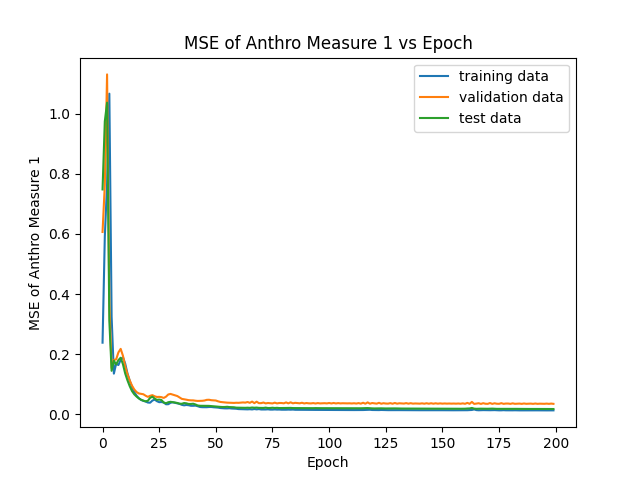 MSE of Anthro Measure 1 vs Epoch
training data
validation data
test data
MSE of Anthro Measure 1
1.0
0.8
0.6
0.4
0.2
0.0
0 25 50 75 100 125 150 175 200
Epoch